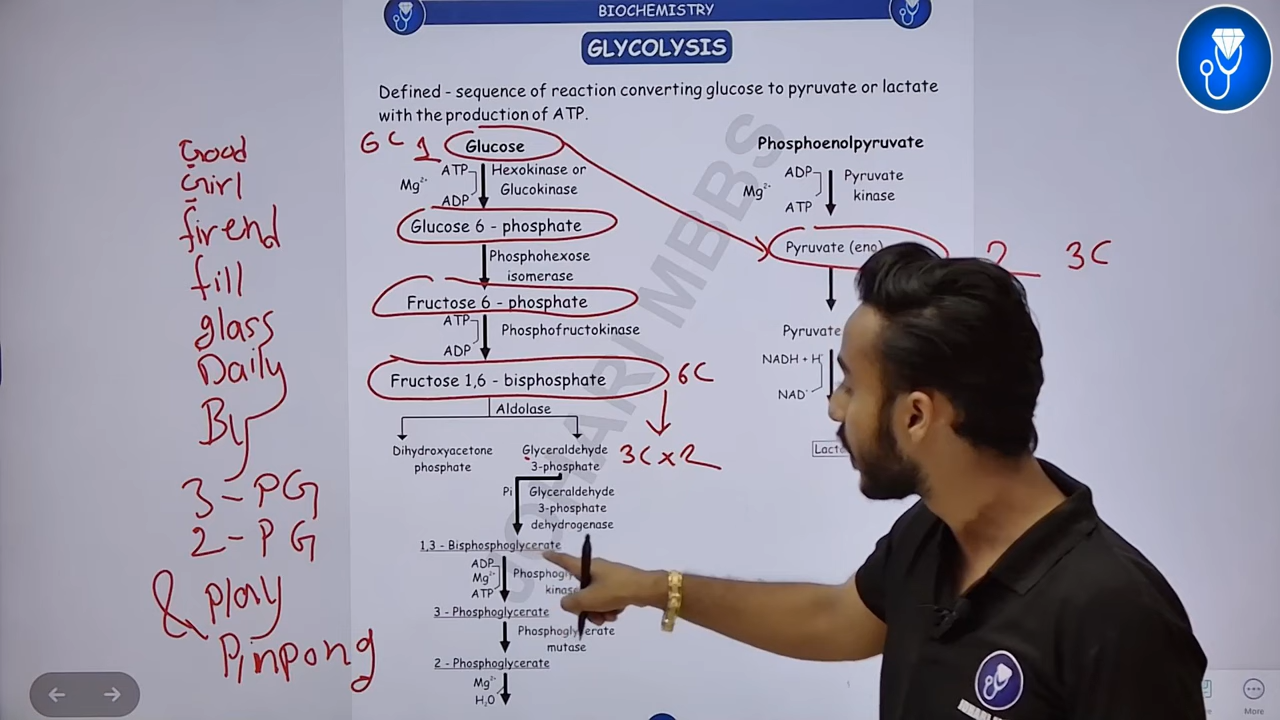 BIOCHEMISTRY
GLYCOLYSIS
Defined - sequence of reaction converting glucose to pyruvate or lactate
with the production of ATP.
Good
Girl
firend
fill
glass
Daily
By
3-PG
2-PG
& play
Pinpong
6C 1 Glucose
ATP
Mg²⁺
ADP
Hexokinase or
Glucokinase
Glucose 6 - phosphate
Phosphohexose
isomerase
Fructose 6 - phosphate
ATP
ADP
Phosphofructokinase
Fructose 1,6 - bisphosphate 6C
Aldolase
Dihydroxyacetone
phosphate
Glyceraldehyde
3-phosphate
3C x 2
Pi
Glyceraldehyde
3-phosphate
dehydrogenase
1,3 - Bisphosphoglycerate
ADP
Mg²⁺
ATP
3 - Phosphoglycerate
mutase
2 - Phosphoglycerate
Mg²⁺
H₂O
Phosphoenolpyruvate
ADP
Mg²⁺
ATP
Pyruvate
kinase
Pyruvate 2 3C
Pyruvate
NADH + H⁺
NAD⁺
MBBS
More